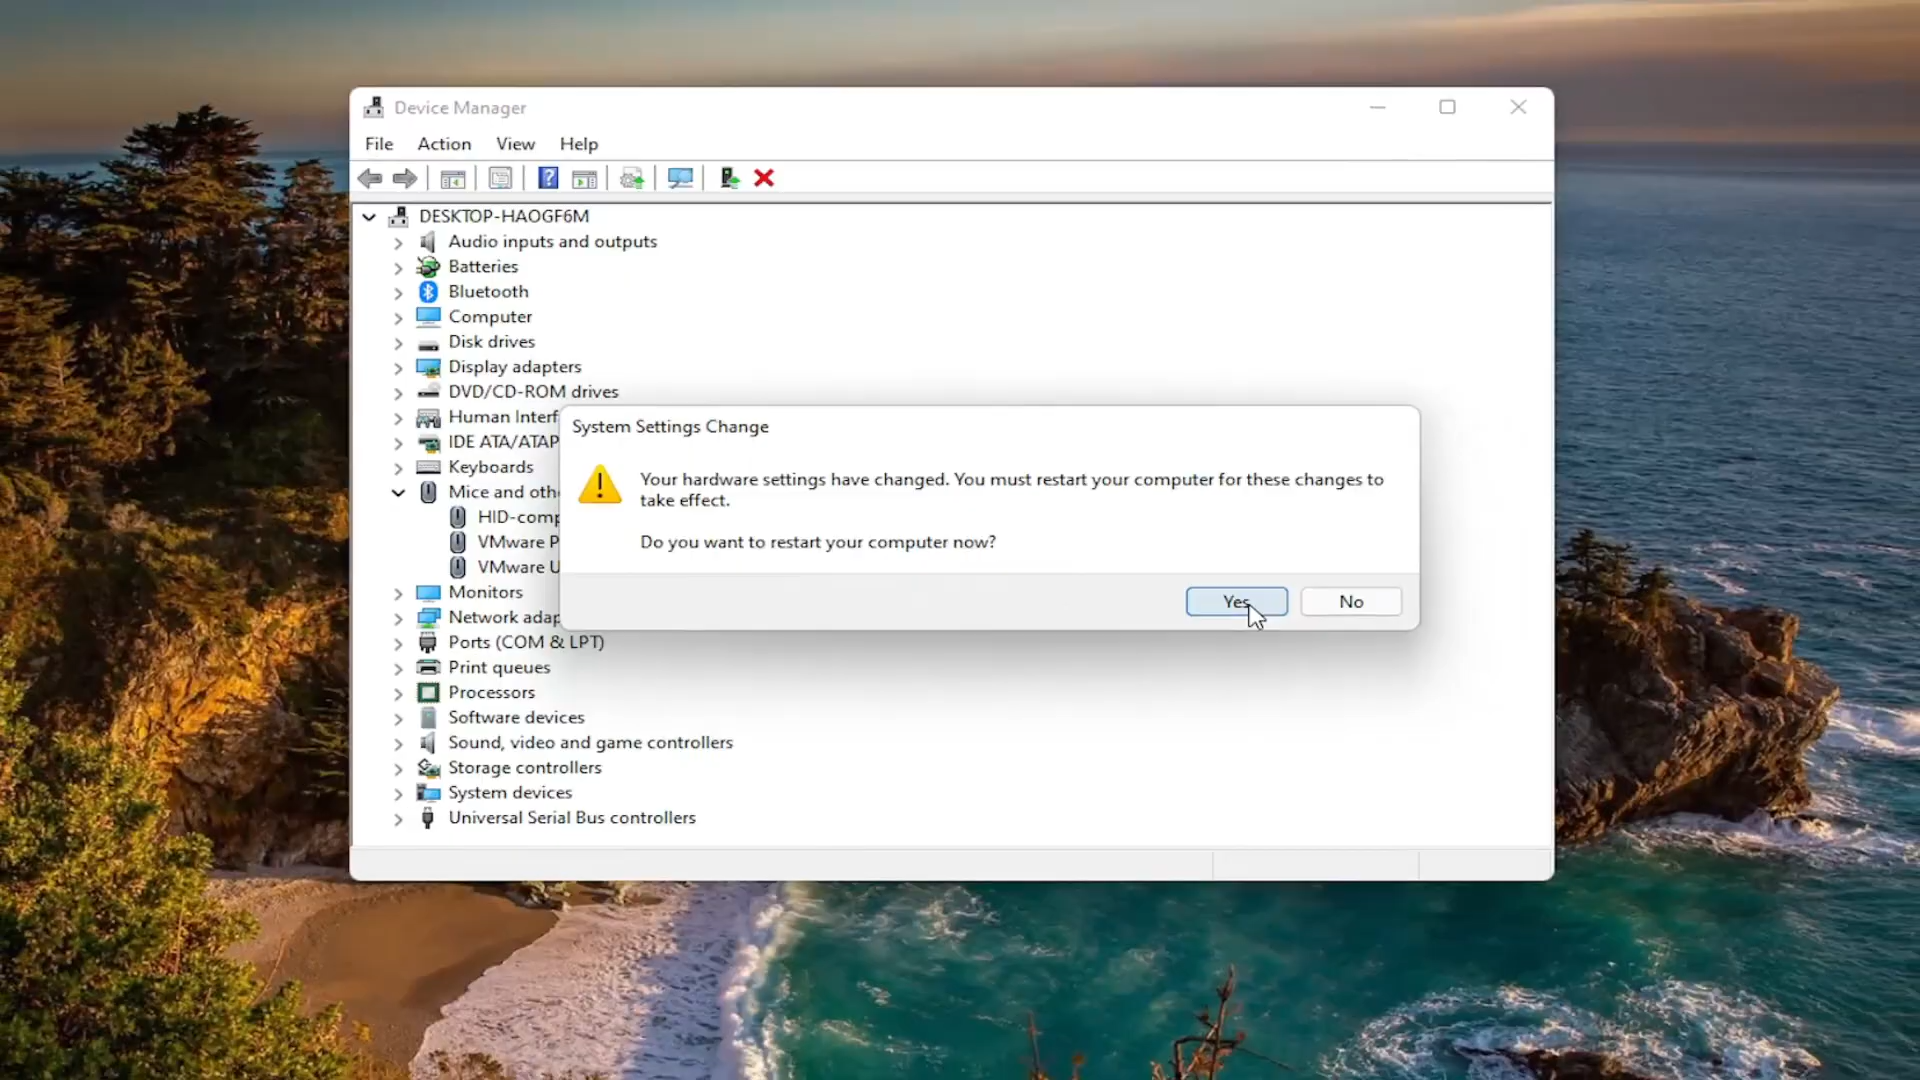 Device Manager
File Action View Help
DESKTOP-HAOGF6M
Audio inputs and outputs
Batteries
Bluetooth
Computer
Disk drives
Display adapters
DVD/CD-ROM drives
Human Interf
IDE ATA/ATAP
Keyboards
Mice and oth
HID-comp
VMware P
VMware U
Monitors
Network adap
Ports (COM & LPT)
Print queues
Processors
Software devices
Sound, video and game controllers
Storage controllers
System devices
Universal Serial Bus controllers
System Settings Change
Your hardware settings have changed. You must restart your computer for these changes to
take effect.
Do you want to restart your computer now?
Yes No